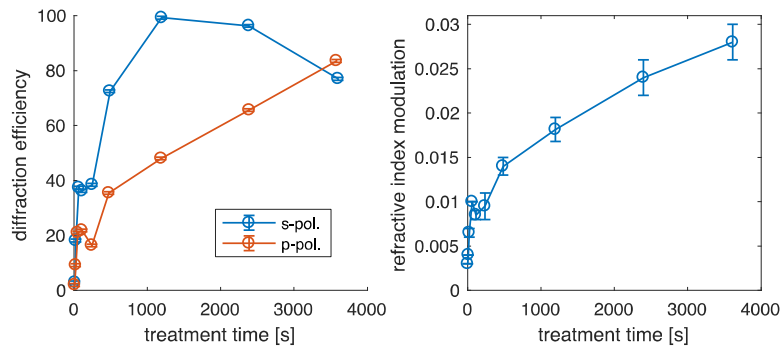 100
80
60
40
20
0
diffraction efficiency
s-pol.
p-pol.
0 1000 2000 3000 4000
treatment time [s]
0.03
0.025
0.02
0.015
0.01
0.005
0
refractive index modulation
0 1000 2000 3000 4000
treatment time [s]